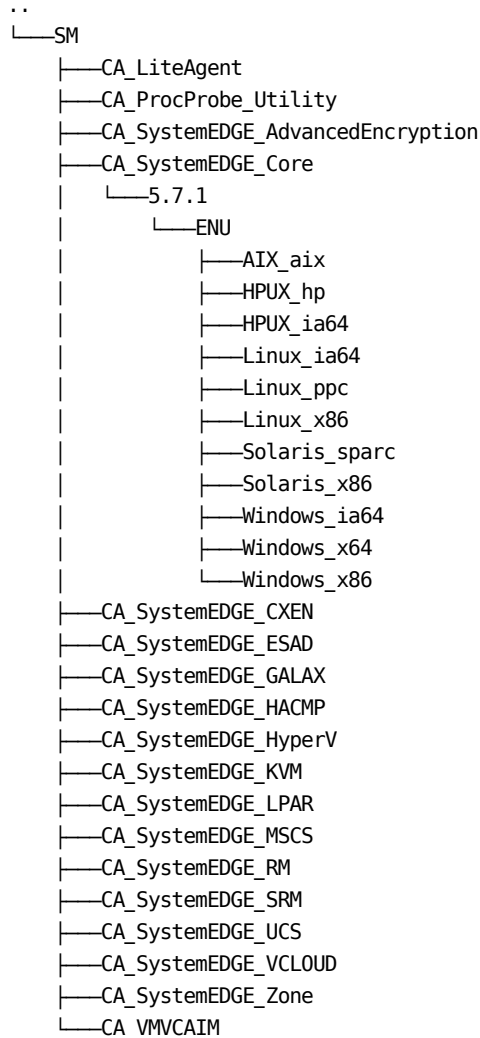 ..
└───SM
    ├───CA_LiteAgent
    ├───CA_ProcProbe_Utility
    ├───CA_SystemEDGE_AdvancedEncryption
    ├───CA_SystemEDGE_Core
    │   └───5.7.1
    │       └───ENU
    │           ├───AIX_aix
    │           ├───HPUX_hp
    │           ├───HPUX_ia64
    │           ├───Linux_ia64
    │           ├───Linux_ppc
    │           ├───Linux_x86
    │           ├───Solaris_sparc
    │           ├───Solaris_x86
    │           ├───Windows_ia64
    │           ├───Windows_x64
    │           └───Windows_x86
    ├───CA_SystemEDGE_CXEN
    ├───CA_SystemEDGE_ESAD
    ├───CA_SystemEDGE_GALAX
    ├───CA_SystemEDGE_HACMP
    ├───CA_SystemEDGE_HyperV
    ├───CA_SystemEDGE_KVM
    ├───CA_SystemEDGE_LPAR
    ├───CA_SystemEDGE_MSCS
    ├───CA_SystemEDGE_RM
    ├───CA_SystemEDGE_SRM
    ├───CA_SystemEDGE_UCS
    ├───CA_SystemEDGE_VCLOUD
    ├───CA_SystemEDGE_Zone
    └───CA VMVCAIM